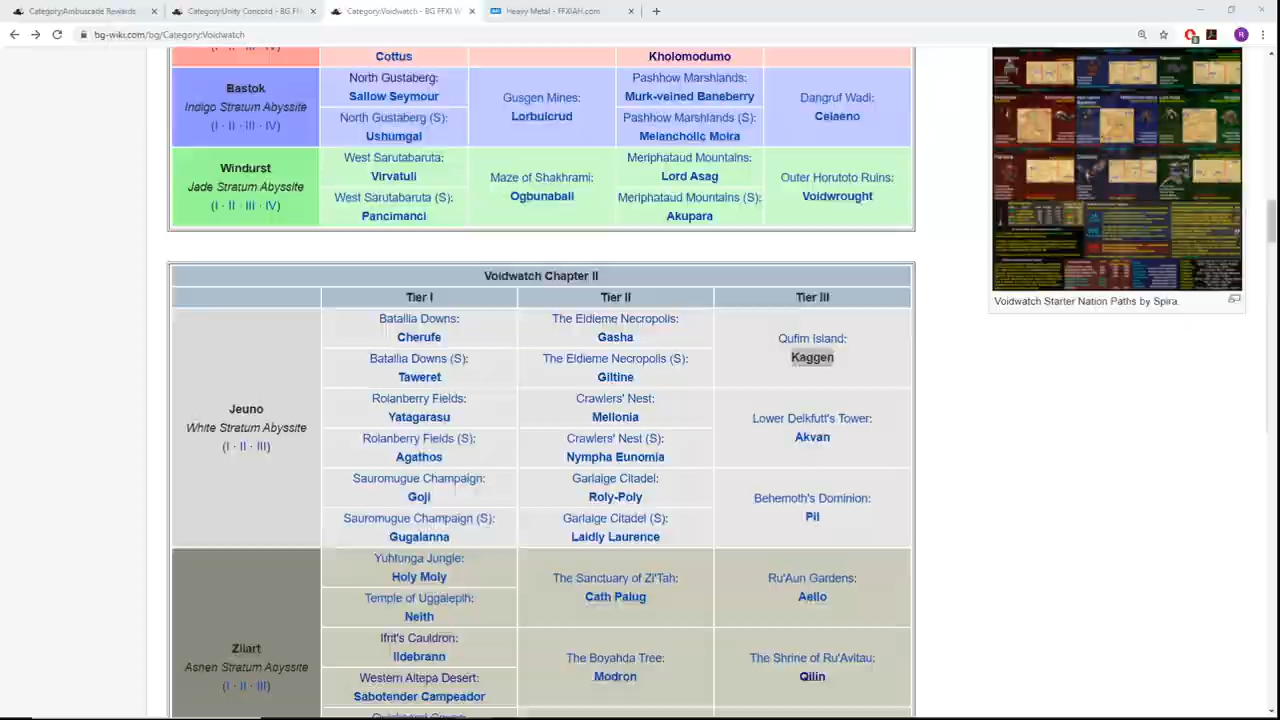 Category:Ambuscade Rewards
Category:Unity Concord - BG FF
Category:Voidwatch - BG FFXI W
Heavy Metal - FFXIAH.com
bg-wiki.com/bg/Category:Voidwatch
Cottus
Kholomodumo
Bastok
Indigo Stratum Abyssite
(I · II · III · IV)
North Gustaberg:
Sallow Seymour
North Gustaberg (S):
Ushumgal
Gusgen Mines:
Lorbulcrud
Pashhow Marshlands:
Murk-veined Baneberry
Pashhow Marshlands (S):
Melancholic Moira
Dangruf Wadi:
Celaeno
Windurst
Jade Stratum Abyssite
(I · II · III · IV)
West Sarutabaruta:
Virvatuli
West Sarutabaruta (S):
Pancimanci
Maze of Shakhrami:
Ogbunabali
Meriphataud Mountains:
Lord Asag
Meriphataud Mountains (S):
Akupara
Outer Horutoto Ruins:
Voidwrought
Voidwatch Starter Nation Paths by Spira.
Voidwatch Chapter II
Tier I
Tier II
Tier III
Jeuno
White Stratum Abyssite
(I · II · III)
Batallia Downs:
Cherufe
Batallia Downs (S):
Taweret
Rolanberry Fields:
Yatagarasu
Rolanberry Fields (S):
Agathos
Sauromugue Champaign:
Goji
Sauromugue Champaign (S):
Gugalanna
The Eldieme Necropolis:
Gasha
The Eldieme Necropolis (S):
Giltine
Crawlers' Nest:
Mellonia
Crawlers' Nest (S):
Nympha Eunomia
Garlaige Citadel:
Roly-Poly
Garlaige Citadel (S):
Laidly Laurence
Qufim Island:
Kaggen
Lower Delkfutt's Tower:
Akvan
Behemoth's Dominion:
Pil
Zilart
Ashen Stratum Abyssite
(I · II · III)
Yuhtunga Jungle:
Holy Moly
Temple of Uggalepih:
Neith
Ifrit's Cauldron:
Ildebrann
Western Altepa Desert:
Sabotender Campeador
The Sanctuary of Zi'Tah:
Cath Palug
The Boyahda Tree:
Modron
Ru'Aun Gardens:
Aello
The Shrine of Ru'Avitau:
Qilin